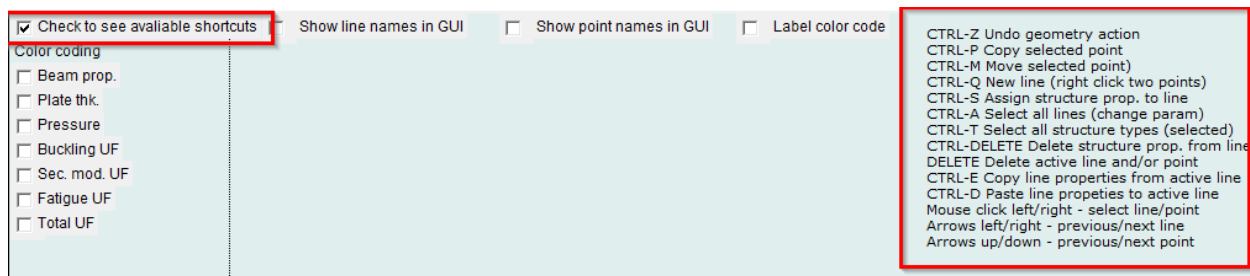 Check to see avaliable shortcuts
Show line names in GUI
Show point names in GUI
Label color code
Color coding
Beam prop.
Plate thk.
Pressure
Buckling UF
Sec. mod. UF
Fatigue UF
Total UF
CTRL-Z Undo geometry action
CTRL-P Copy selected point
CTRL-M Move selected point)
CTRL-Q New line (right click two points)
CTRL-S Assign structure prop. to line
CTRL-A Select all lines (change param)
CTRL-T Select all structure types (selected)
CTRL-DELETE Delete structure prop. from line
DELETE Delete active line and/or point
CTRL-E Copy line properties from active line
CTRL-D Paste line propeties to active line
Mouse click left/right - select line/point
Arrows left/right - previous/next line
Arrows up/down - previous/next point